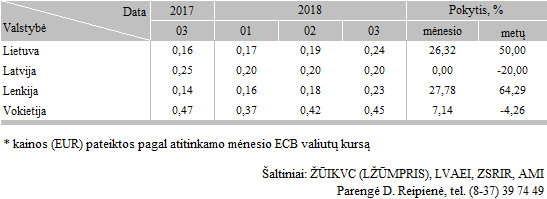 Data 2017 2018 Pokytis, %
Valstybė 03 01 02 03 mėnesio metų
Lietuva 0,16 0,17 0,19 0,24 26,32 50,00
Latvija 0,25 0,20 0,20 0,20 0,00 -20,00
Lenkija 0,14 0,16 0,18 0,23 27,78 64,29
Vokietija 0,47 0,37 0,42 0,45 7,14 -4,26
* kainos (EUR) pateiktos pagal atitinkamo mėnesio ECB valiutų kursą
Šaltiniai: ŽŪIKVC (LŽŪMPRIS), LVAEI, ZSRIR, AMI
Parengė D. Reipienė, tel. (8-37) 39 74 49